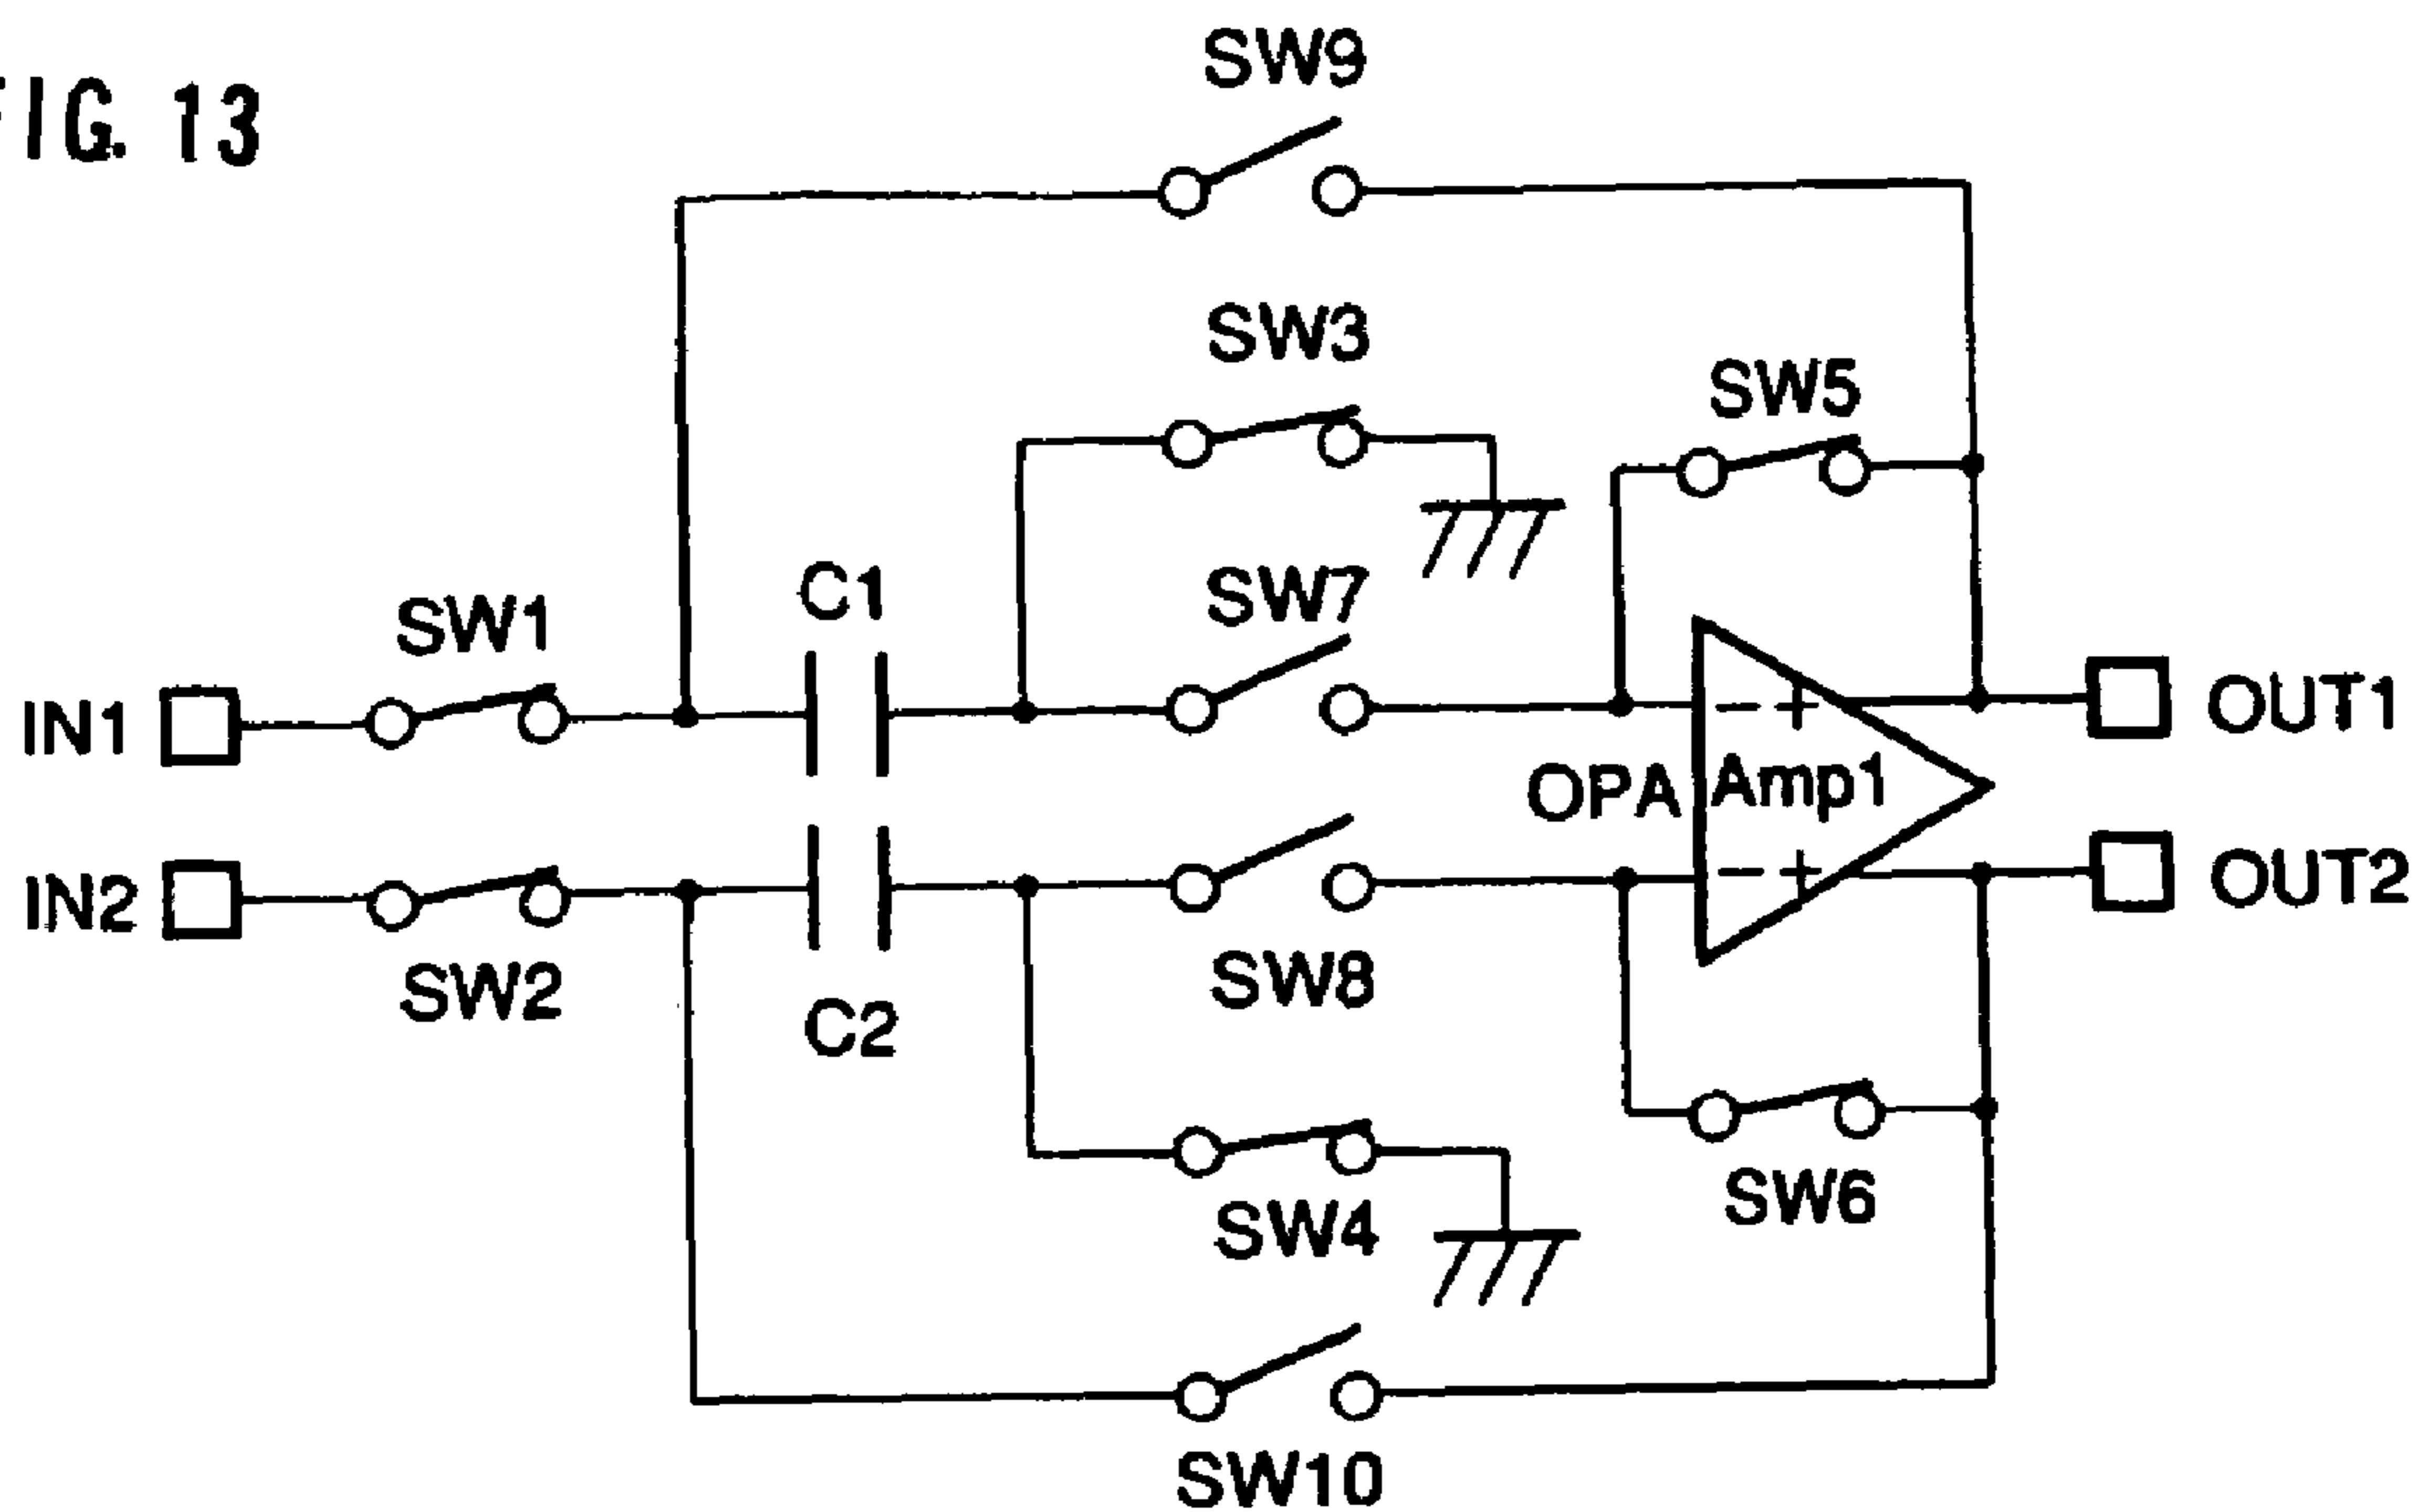 FIG. 13
SW9
SW3
SW5
C1
SW7
SW1
IN1
- +
OUT1
OPA
Amp1
IN2
- +
OUT2
SW2
SW8
C2
SW6
SW4
SW10